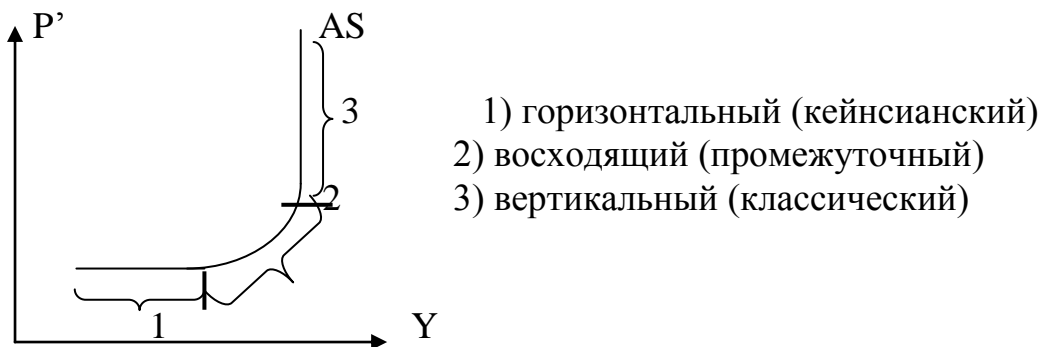 P’
AS
3
1) горизонтальный (кейнсианский)
2) восходящий (промежуточный)
2
3) вертикальный (классический)
1
Y